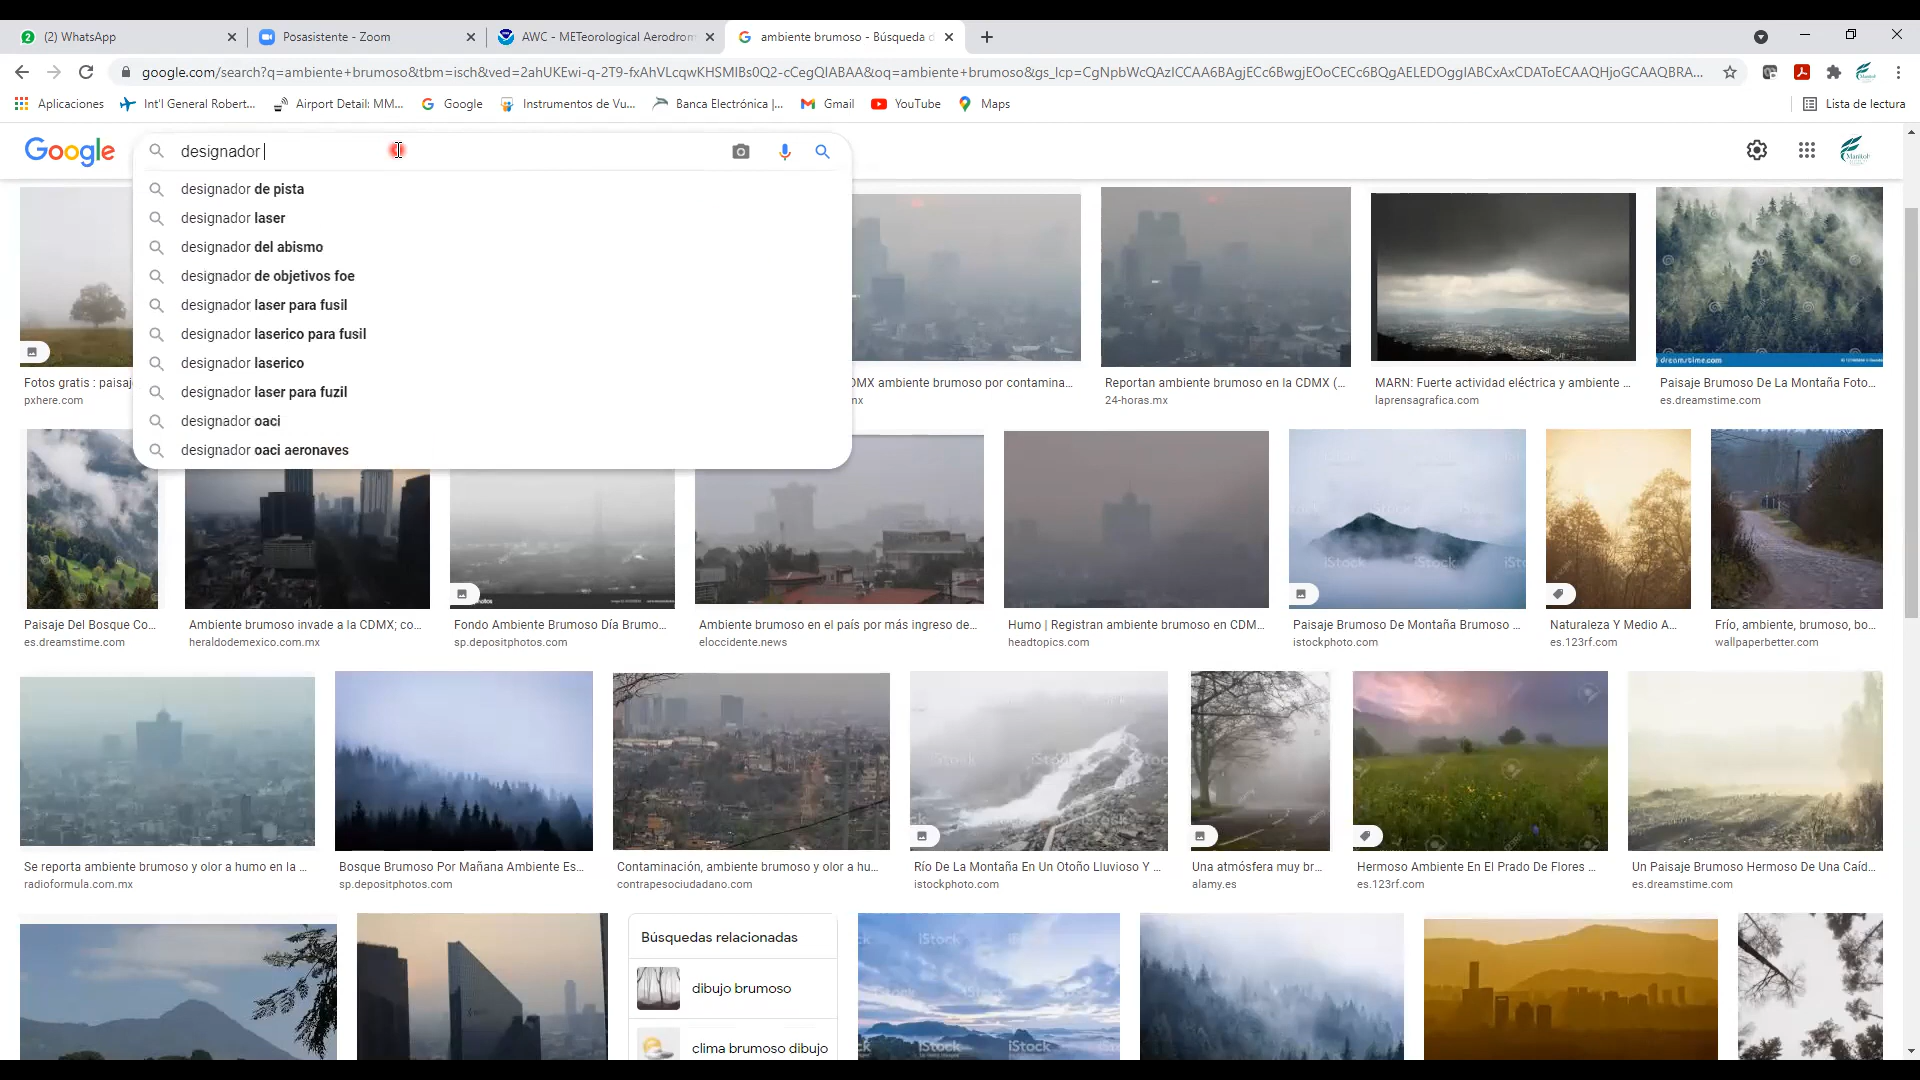 (2) WhatsApp
Posasistente - Zoom
AWC - METeorological Aerodrom
ambiente brumoso - Búsqueda d
google.com/search?q=ambiente+brumoso&tbm=isch&ved=2ahUKEwi-q-2T9-fxAhVLcqwKHSMIBs0Q2-cCegQIABAA&oq=ambiente+brumoso&gs_lcp=CgNpbWcQAzICCAA6BAgjECc6BwgjEOoCECc6BQgAELEDOggIABCxAxCDAToECAAQHjoGCAAQBRA...
Aplicaciones
Int'l General Robert...
Airport Detail: MM...
Google
Instrumentos de Vu...
Banca Electrónica |...
Gmail
YouTube
Maps
Lista de lectura
Google
designador
designador de pista
designador laser
designador del abismo
designador de objetivos foe
designador laser para fusil
designador laserico para fusil
designador laserico
designador laser para fuzil
designador oaci
designador oaci aeronaves
dreamstime.com
Fotos gratis : paisaj
pxhere.com
DMX ambiente brumoso por contamina...
mx
Reportan ambiente brumoso en la CDMX (...
24-horas.mx
MARN: Fuerte actividad eléctrica y ambiente ...
laprensagrafica.com
Paisaje Brumoso De La Montaña Foto...
es.dreamstime.com
iStock
iStock
iStock
Paisaje Del Bosque Co...
es.dreamstime.com
Ambiente brumoso invade a la CDMX; co...
heraldodemexico.com.mx
Fondo Ambiente Brumoso Día Brumo...
sp.depositphotos.com
Ambiente brumoso en el país por más ingreso de...
eloccidente.news
Humo | Registran ambiente brumoso en CDM...
headtopics.com
Paisaje Brumoso De Montaña Brumoso ...
istockphoto.com
Naturaleza Y Medio A...
es.123rf.com
Frío, ambiente, brumoso, bo...
wallpaperbetter.com
iStock
iStock
Se reporta ambiente brumoso y olor a humo en la ...
radioformula.com.mx
Bosque Brumoso Por Mañana Ambiente Es...
sp.depositphotos.com
Contaminación, ambiente brumoso y olor a hu...
contrapesociudadano.com
Río De La Montaña En Un Otoño Lluvioso Y ...
istockphoto.com
Una atmósfera muy br...
alamy.es
Hermoso Ambiente En El Prado De Flores ...
es.123rf.com
Un Paisaje Brumoso Hermoso De Una Caíd...
es.dreamstime.com
Búsquedas relacionadas
dibujo brumoso
clima brumoso dibujo
iStock
iStock
iStock